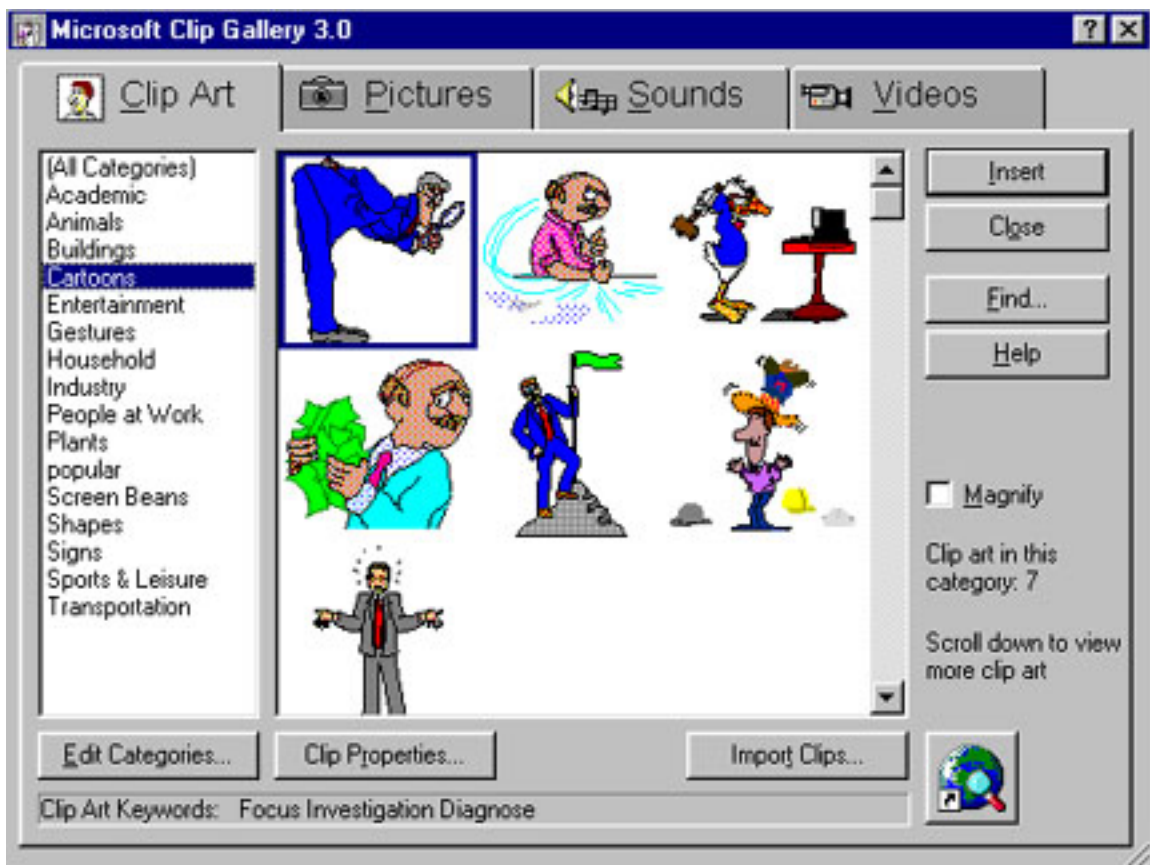 Microsoft Clip Gallery 3.0
Clip Art
Pictures
Sounds
Videos
(All Categories)
Academic
Animals
Buildings
Cartoons
Entertainment
Gestures
Household
Industry
People at Work
Plants
popular
Screen Beans
Shapes
Signs
Sports & Leisure
Transportation
Insert
Close
Find...
Help
Magnify
Clip art in this
category: 7
Scroll down to view
more clip art
Edit Categories...
Clip Properties...
Import Clips...
Clip Art Keywords: Focus Investigation Diagnose